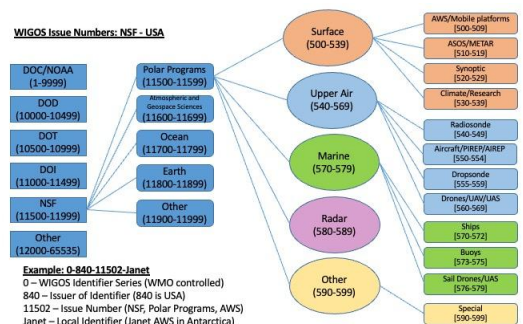 WIGOS Issue Numbers: NSF - USA
DOC/NOAA
(1-9999)
DOD
(10000-10499)
DOT
(10500-10999)
DOI
(11000-11499)
NSF
(11500-11999)
Other
(12000-65535)
Polar Programs
(11500-11599)
Atmospheric and
Geospace Sciences
(11600-11699)
Ocean
(11700-11799)
Earth
(11800-11899)
Other
(11900-11999)
Surface
(500-539)
Upper Air
(540-569)
Marine
(570-579)
Radar
(580-589)
Other
(590-599)
AWS/Mobile platforms
(500-509)
ASOS/METAR
(510-519)
Synoptic
(520-529)
Climate/Research
(530-539)
Radiosonde
(540-549)
Aircraft/PIREP/AIREP
(550-554)
Dropsonde
(555-559)
Drones/UAV/UAS
(560-569)
Ships
(570-572)
Buoys
(573-575)
Sail Drones/UAS
(576-579)
Special
(590-599)
Example: 0-840-11502-Janet
0 – WIGOS Identifier Series (WMO controlled)
840 – Issuer of Identifier (840 is USA)
11502 – Issue Number (NSF, Polar Programs, AWS)
Janet – Local Identifier (Janet AWS in Antarctica)